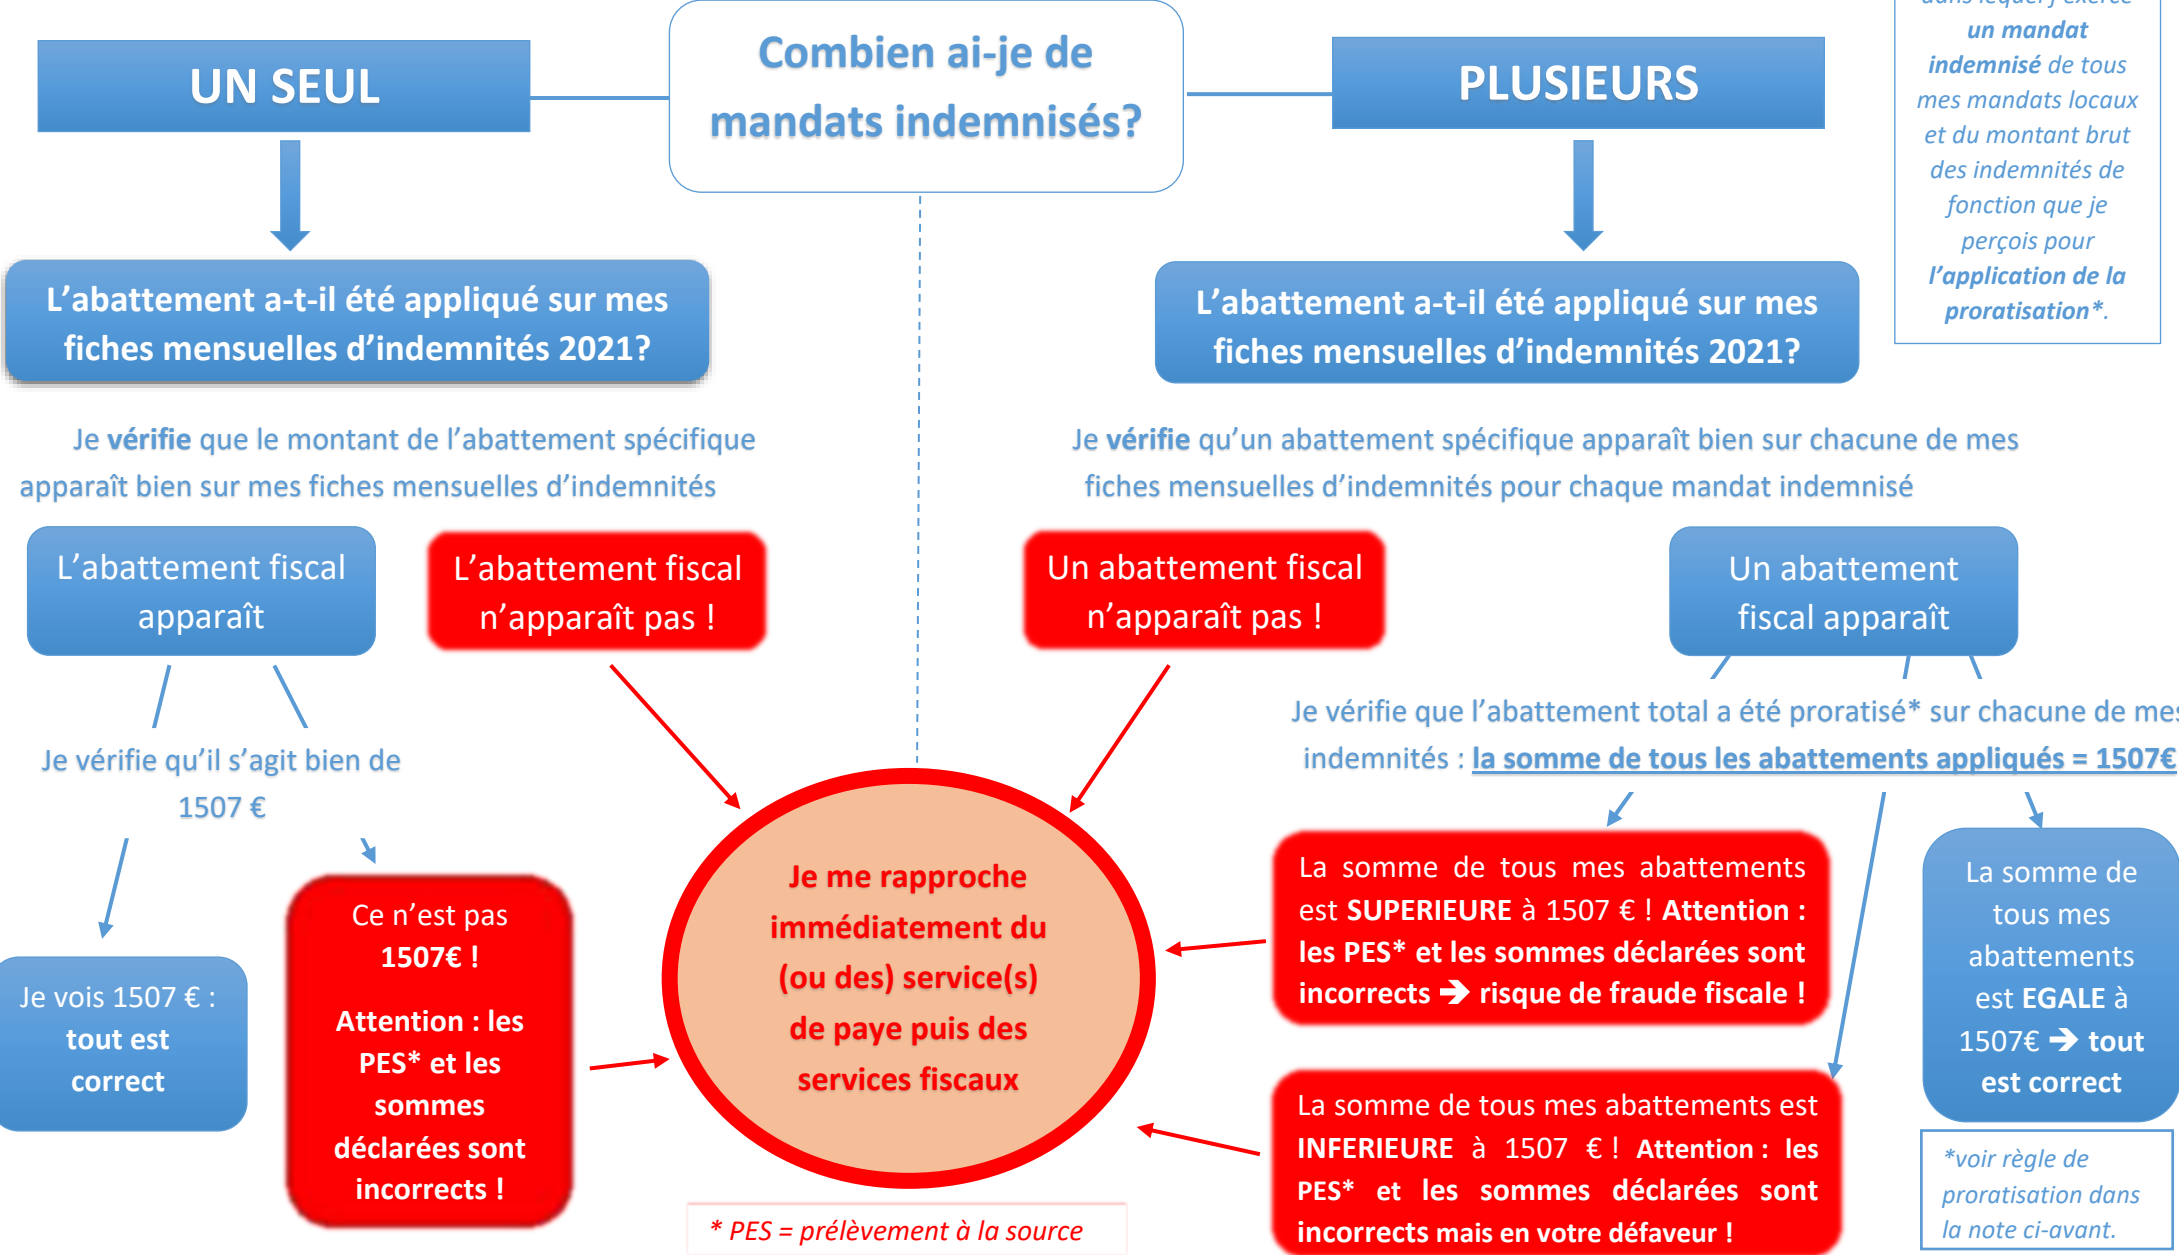 Combien ai-je de
mandats indemnisés?
UN SEUL
PLUSIEURS
dans lequel j'exerce
un mandat
indemnisé de tous
mes mandats locaux
et du montant brut
des indemnités de
fonction que je
perçois pour
l'application de la
proratisation*.
L'abattement a-t-il été appliqué sur mes
fiches mensuelles d'indemnités 2021?
L'abattement a-t-il été appliqué sur mes
fiches mensuelles d'indemnités 2021?
Je vérifie que le montant de l'abattement spécifique
apparaît bien sur mes fiches mensuelles d'indemnités
Je vérifie qu'un abattement spécifique apparaît bien sur chacune de mes
fiches mensuelles d'indemnités pour chaque mandat indemnisé
L'abattement fiscal
apparaît
L'abattement fiscal
n'apparaît pas !
Un abattement fiscal
n'apparaît pas !
Un abattement
fiscal apparaît
Je vérifie qu'il s'agit bien de
1507 €
Je vérifie que l'abattement total a été proratisé* sur chacune de mes
indemnités : la somme de tous les abattements appliqués = 1507€
Je vois 1507 € :
tout est
correct
Ce n'est pas
1507€ !
Attention : les
PES* et les
sommes
déclarées sont
incorrects !
Je me rapproche
immédiatement du
(ou des) service(s)
de paye puis des
services fiscaux
La somme de tous mes abattements
est SUPERIEURE à 1507 € ! Attention :
les PES* et les sommes déclarées sont
incorrects ➔ risque de fraude fiscale !
La somme de tous mes abattements est
INFERIEURE à 1507 € ! Attention : les
PES* et les sommes déclarées sont
incorrects mais en votre défaveur !
La somme de
tous mes
abattements
est EGALE à
1507€ ➔ tout
est correct
* PES = prélèvement à la source
*voir règle de
proratisation dans
la note ci-avant.